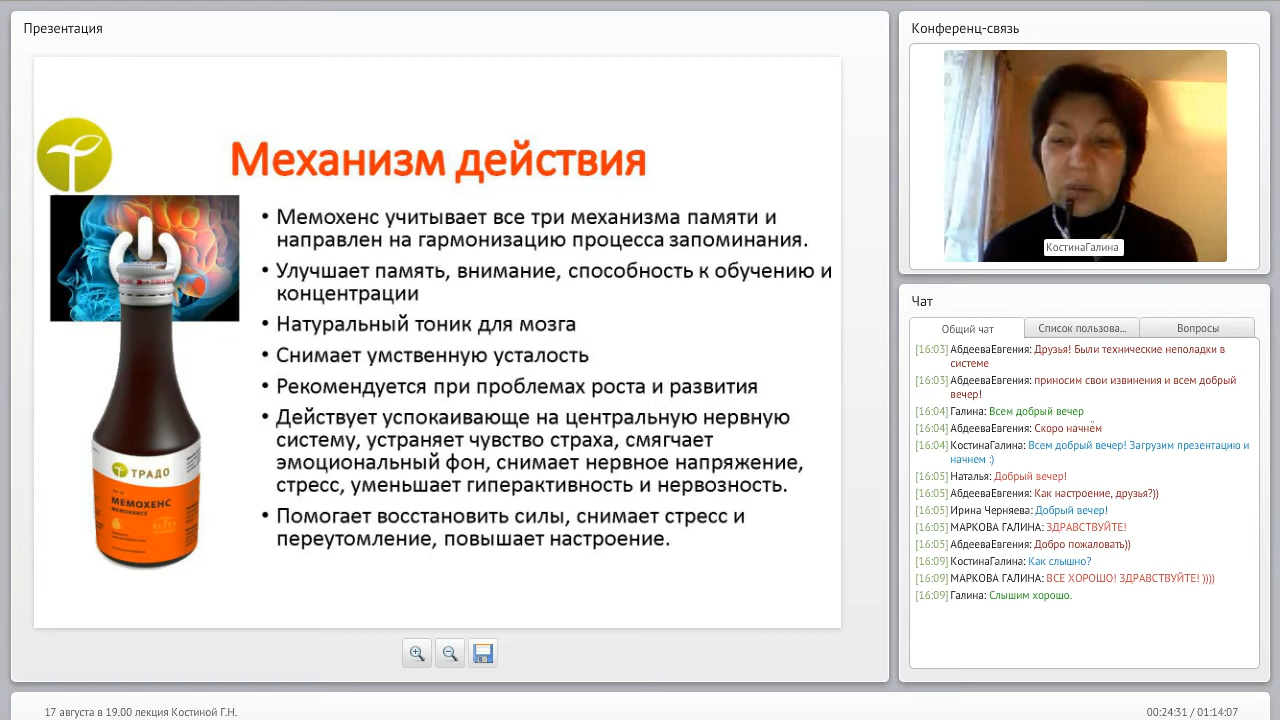 Презентация
Механизм действия
• Мемохенс учитывает все три механизма памяти и
направлен на гармонизацию процесса запоминания.
• Улучшает память, внимание, способность к обучению и
концентрации
• Натуральный тоник для мозга
• Снимает умственную усталость
• Рекомендуется при проблемах роста и развития
• Действует успокаивающе на центральную нервную
систему, устраняет чувство страха, смягчает
эмоциональный фон, снимает нервное напряжение,
стресс, уменьшает гиперактивность и нервозность.
• Помогает восстановить силы, снимает стресс и
переутомление, повышает настроение.
ТРАДО
МЕМОХЕНС
Конференц-связь
КостинаГалина
Чат
Общий чат
Список пользова...
Вопросы
[16:03] АбдееваЕвгения: Друзья! Были технические неполадки в
системе
[16:03] АбдееваЕвгения: приносим свои извинения и всем добрый
вечер!
[16:04] Галина: Всем добрый вечер
[16:04] АбдееваЕвгения: Скоро начнём
[16:04] КостинаГалина: Всем добрый вечер! Загрузим презентацию и
начнем :)
[16:05] Наталья: Добрый вечер!
[16:05] АбдееваЕвгения: Как настроение, друзья?))
[16:05] Ирина Черняева: Добрый вечер!
[16:05] МАРКОВА ГАЛИНА: ЗДРАВСТВУЙТЕ!
[16:05] АбдееваЕвгения: Добро пожаловать))
[16:09] КостинаГалина: Как слышно?
[16:09] МАРКОВА ГАЛИНА: ВСЕ ХОРОШО! ЗДРАВСТВУЙТЕ! ))))
[16:09] Галина: Слышим хорошо.
17 августа в 19.00 лекция Костиной Г.Н.
00:24:31 / 01:14:07